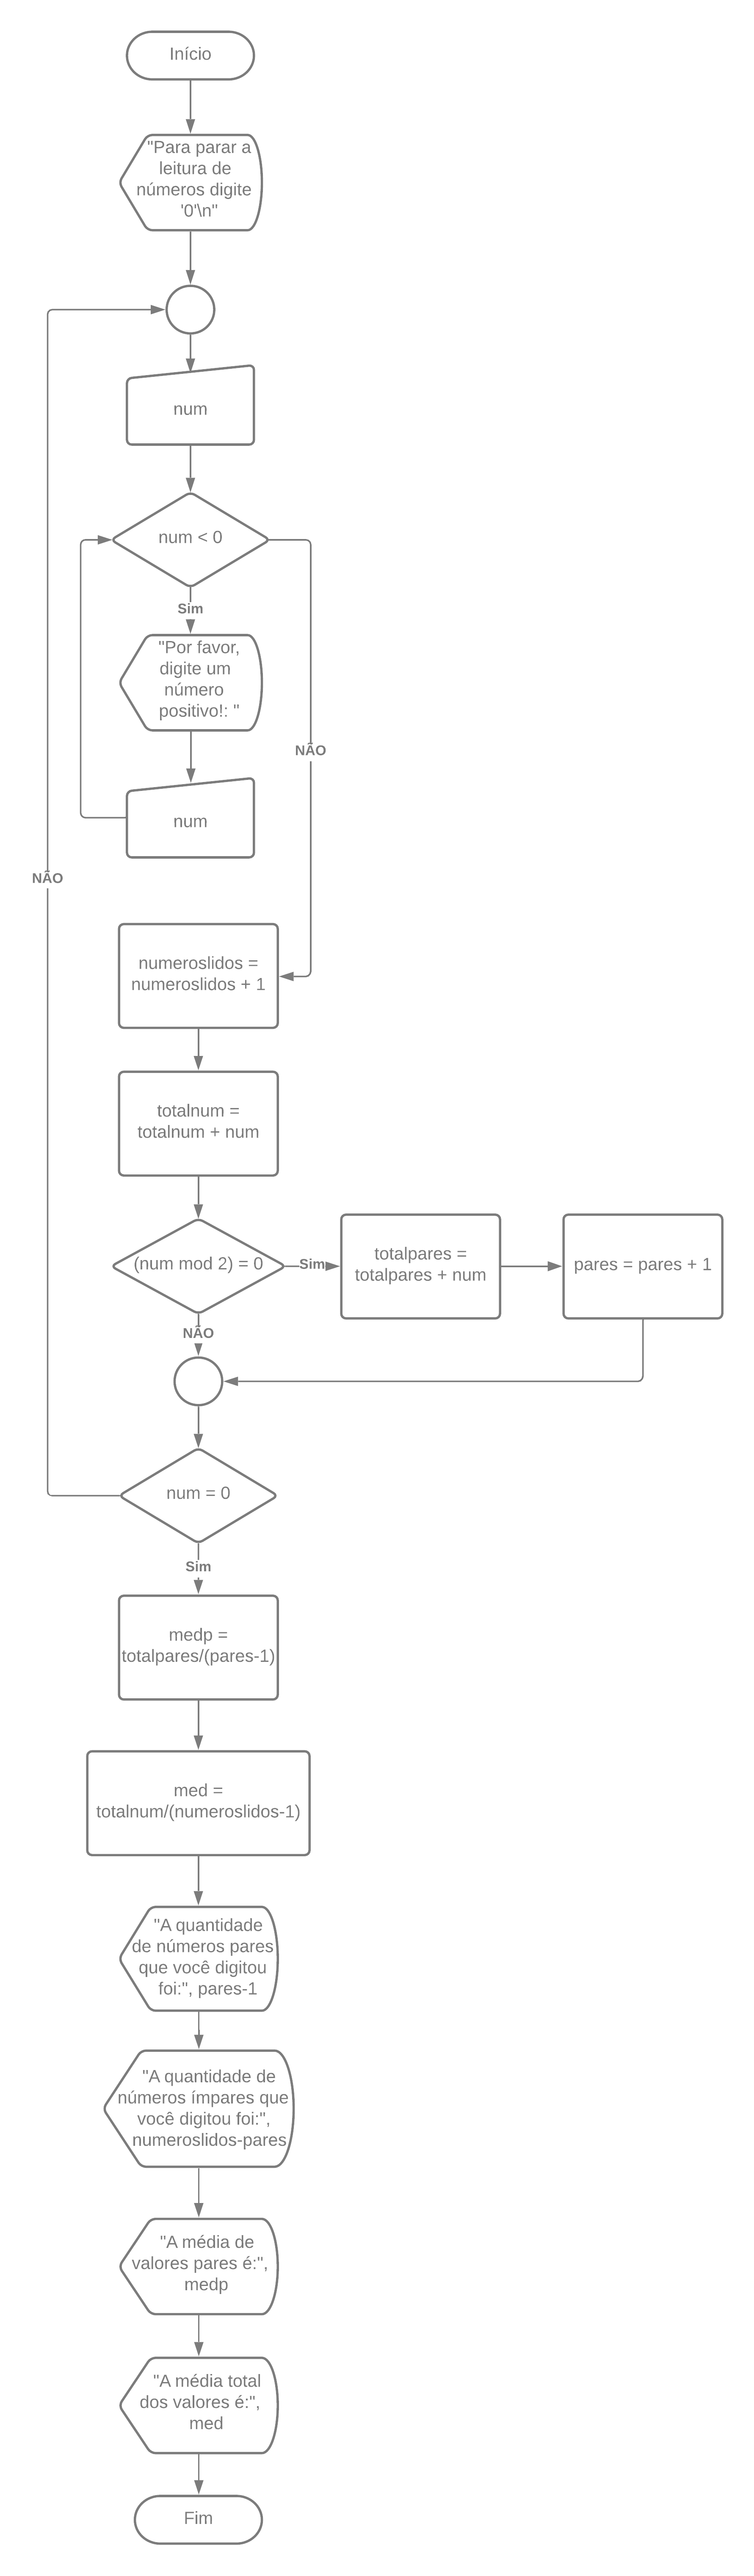 Início
"Para parar a
leitura de
números digite
'0'\n"
num
num < 0
Sim
"Por favor,
digite um
número
positivo!: "
NÃO
num
NÃO
numeroslidos =
numeroslidos + 1
totalnum =
totalnum + num
(num mod 2) = 0
Sim
totalpares =
totalpares + num
pares = pares + 1
NÃO
num = 0
Sim
medp =
totalpares/(pares-1)
med =
totalnum/(numeroslidos-1)
"A quantidade
de números pares
que você digitou
foi:", pares-1
"A quantidade de
números ímpares que
você digitou foi:",
numeroslidos-pares
"A média de
valores pares é:",
medp
"A média total
dos valores é:",
med
Fim